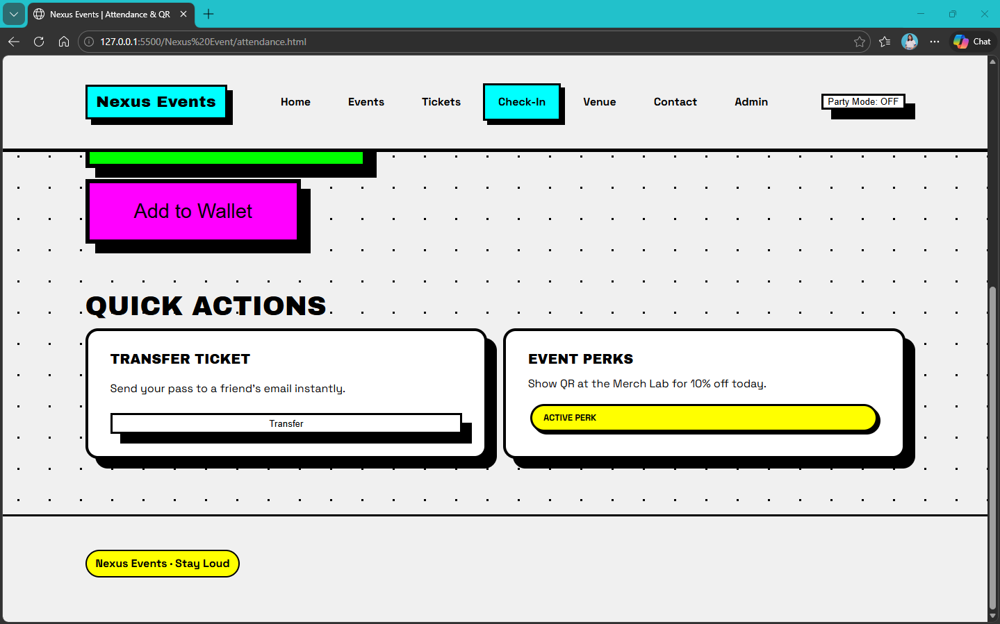 Nexus Events | Attendance & QR
127.0.0.1:5500/Nexus%20Event/attendance.html
Chat
Nexus Events
Home
Events
Tickets
Check-In
Venue
Contact
Admin
Party Mode: OFF
Add to Wallet
QUICK ACTIONS
TRANSFER TICKET
Send your pass to a friend's email instantly.
Transfer
EVENT PERKS
Show QR at the Merch Lab for 10% off today.
ACTIVE PERK
Nexus Events · Stay Loud